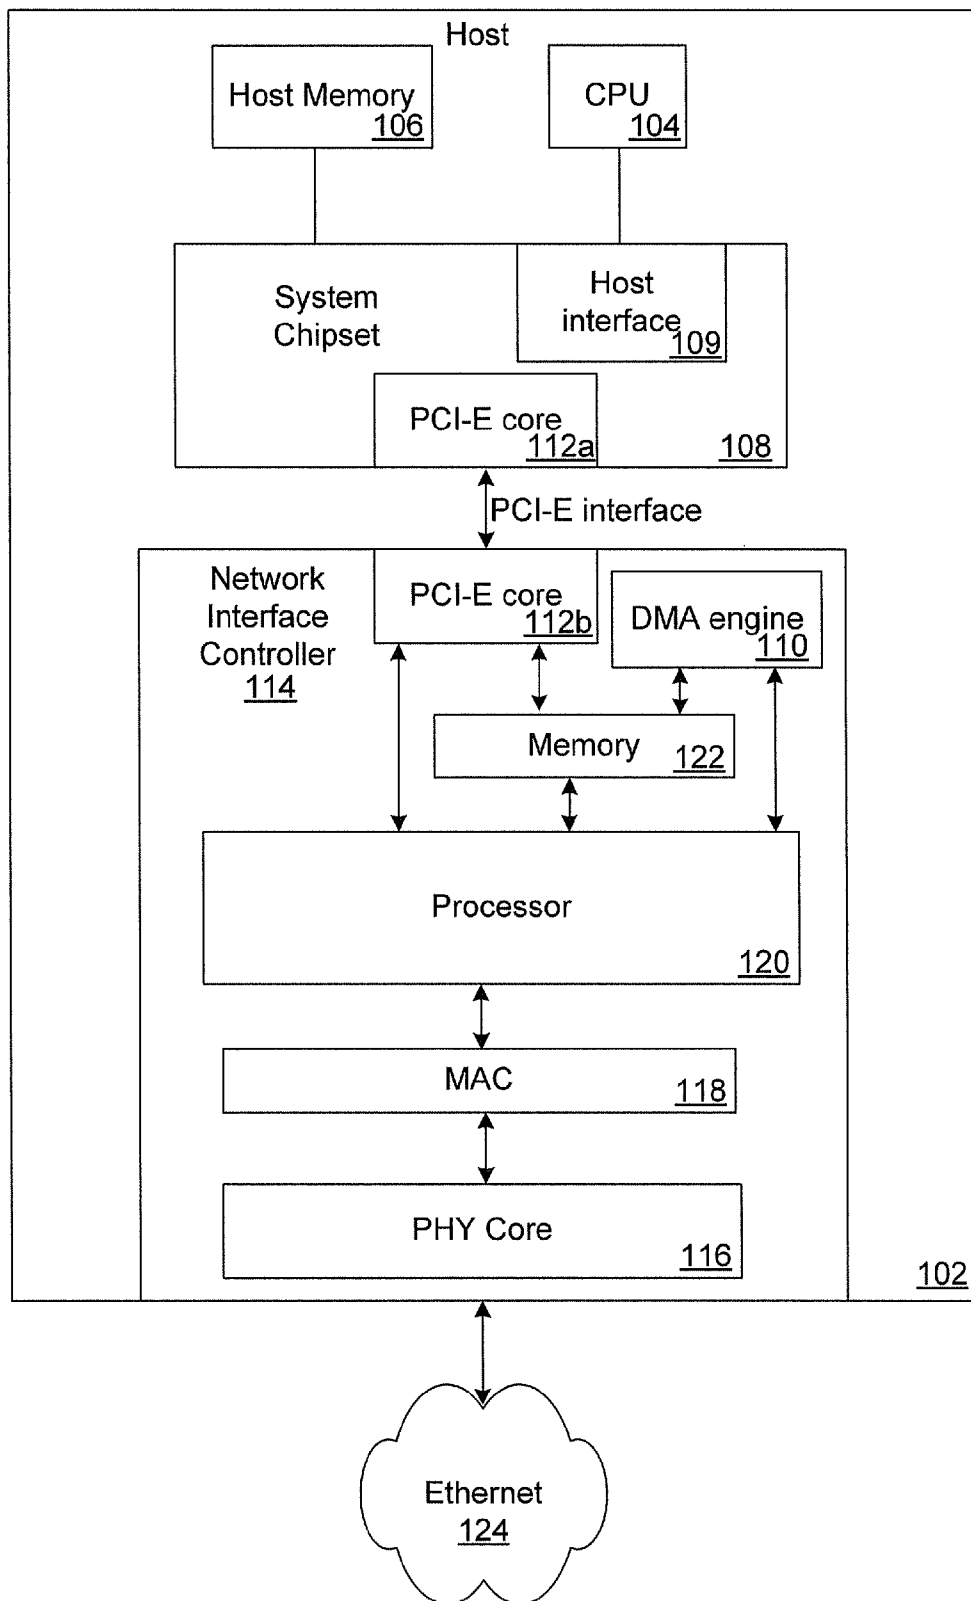 Host
Host Memory
106
CPU
104
System
Chipset
Host
interface
109
PCI-E core
112a
108
PCI-E interface
Network
Interface
Controller
114
PCI-E core
112b
DMA engine
110
Memory
122
Processor
120
MAC
118
PHY Core
116
102
Ethernet
124